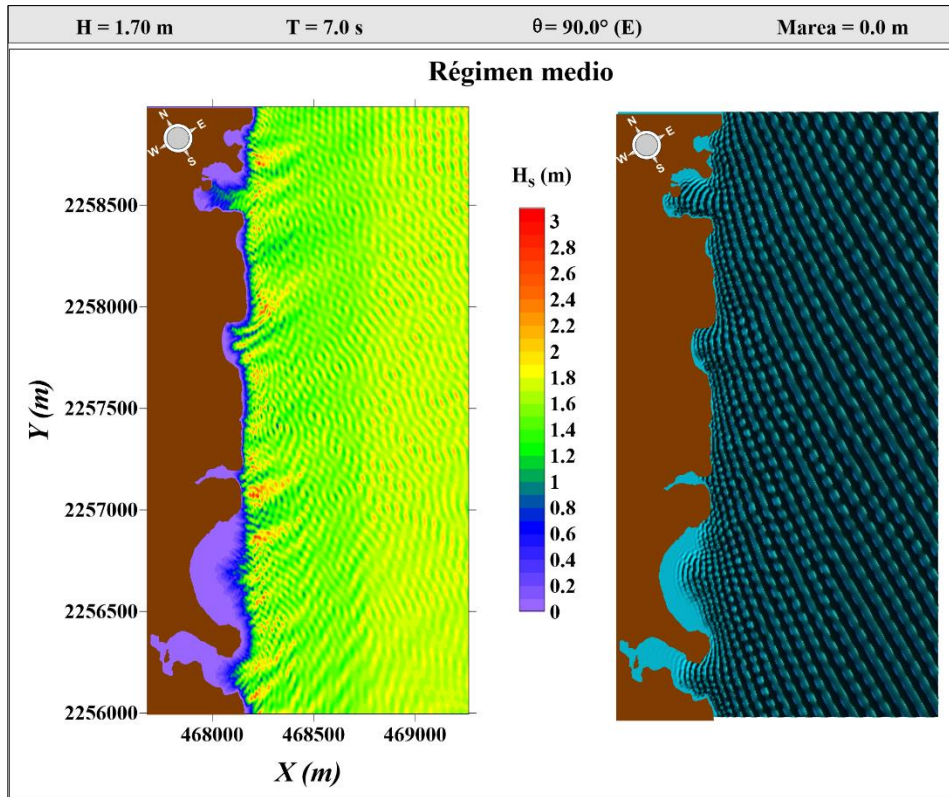 H = 1.70 m T = 7.0 s θ = 90.0° (E) Marea = 0.0 m
Régimen medio
N
E
W
S
N
E
W
S
Hs (m)
3
2.8
2.6
2.4
2.2
2
1.8
1.6
1.4
1.2
1
0.8
0.6
0.4
0.2
0
Y (m)
2258500
2258000
2257500
2257000
2256500
2256000
468000 468500 469000
X (m)